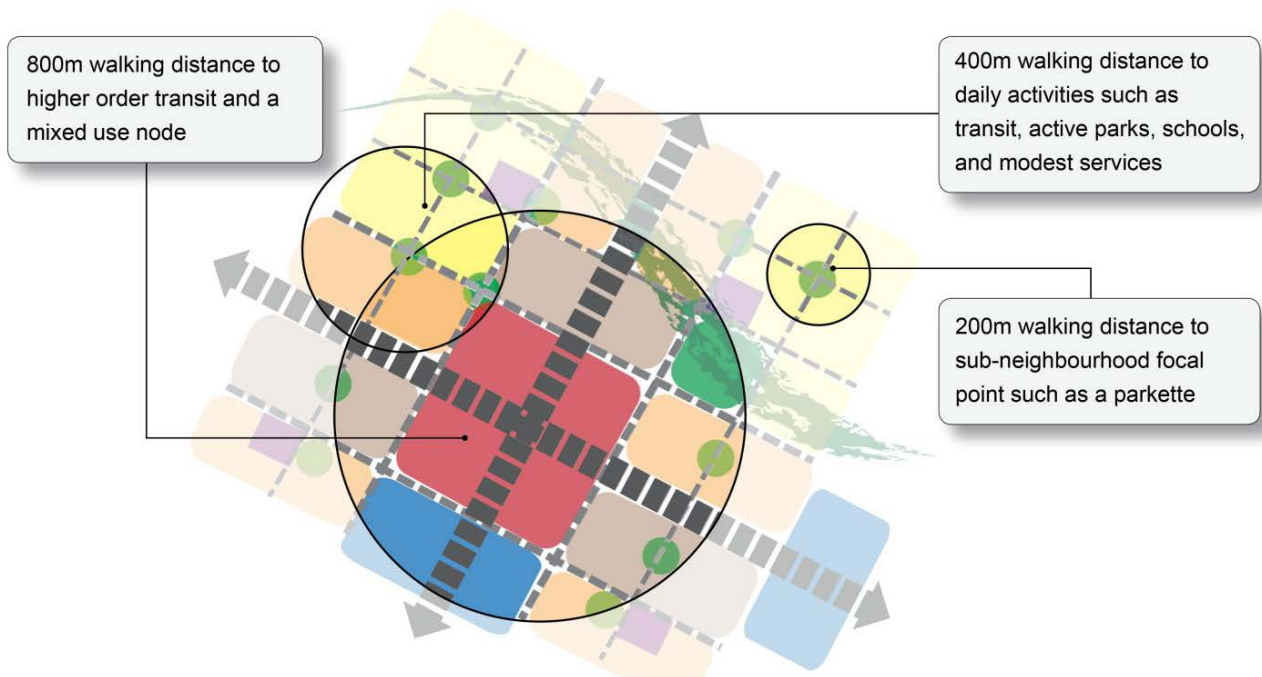 800m walking distance to
higher order transit and a
mixed use node
400m walking distance to
daily activities such as
transit, active parks, schools,
and modest services
200m walking distance to
sub-neighbourhood focal
point such as a parkette